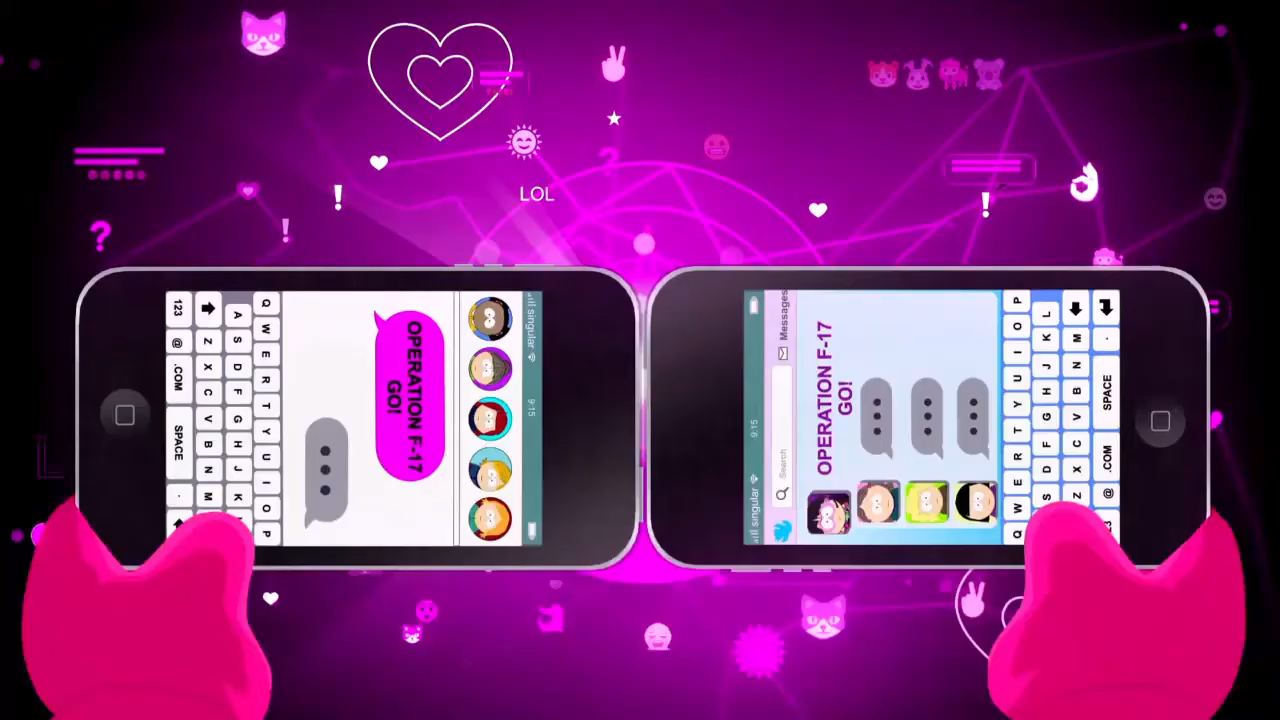 LOL
singular
9:15
OPERATION F-17
GO!
Q W E R T Y U I O P
A S D F G H J K
Z X C V B N M
123 @ .COM SPACE .
singular
9:15
Messages
Search
OPERATION F-17
GO!
Q W E R T Y U I O P
S D F G H J K L
Z X C V B N M
@ .COM SPACE .